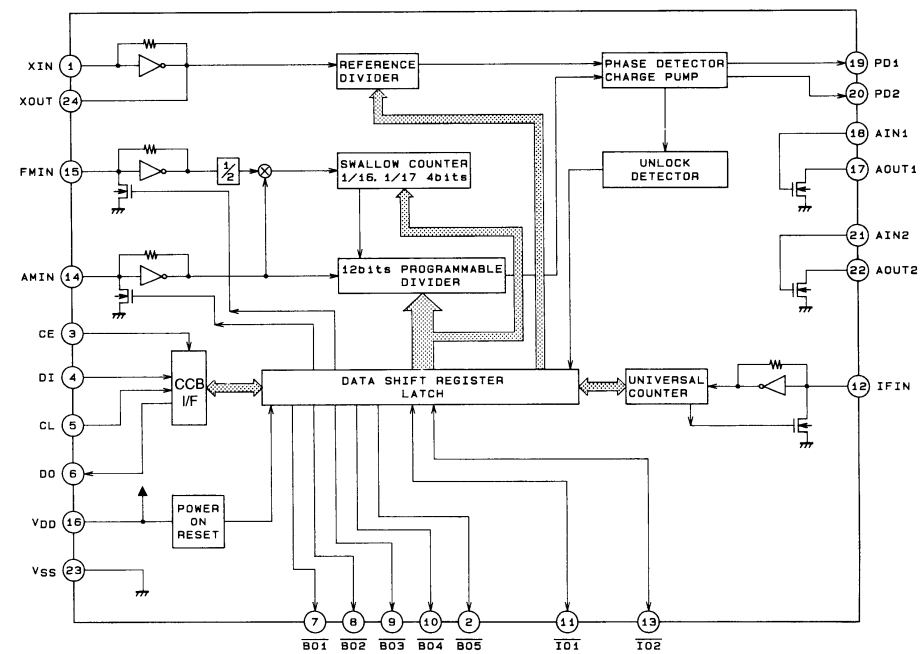 XIN 1
REFERENCE
DIVIDER
PHASE DETECTOR
CHARGE PUMP
19 PD1
XOUT 24
20 PD2
18 AIN1
FMIN 15
1/2
SWALLOW COUNTER
1/16. 1/17 4bits
UNLOCK
DETECTOR
17 AOUT1
21 AIN2
AMIN 14
12bits PROGRAMMABLE
DIVIDER
22 AOUT2
CE 3
DI 4
CCB
I/F
DATA SHIFT REGISTER
LATCH
UNIVERSAL
COUNTER
12 IFIN
CL 5
DO 6
VDD 16
POWER
ON
RESET
VSS 23
7 8 9 10 2 11 13
BO1 BO2 BO3 BO4 BO5 IO1 IO2